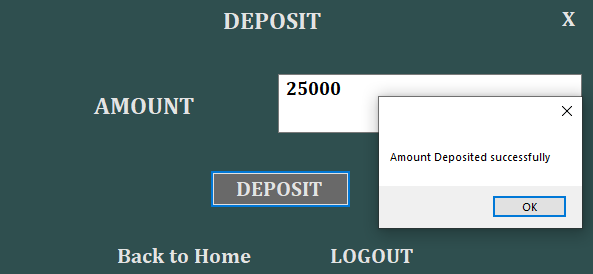 DEPOSIT X
AMOUNT 25000
Amount Deposited successfully
DEPOSIT
OK
Back to Home LOGOUT